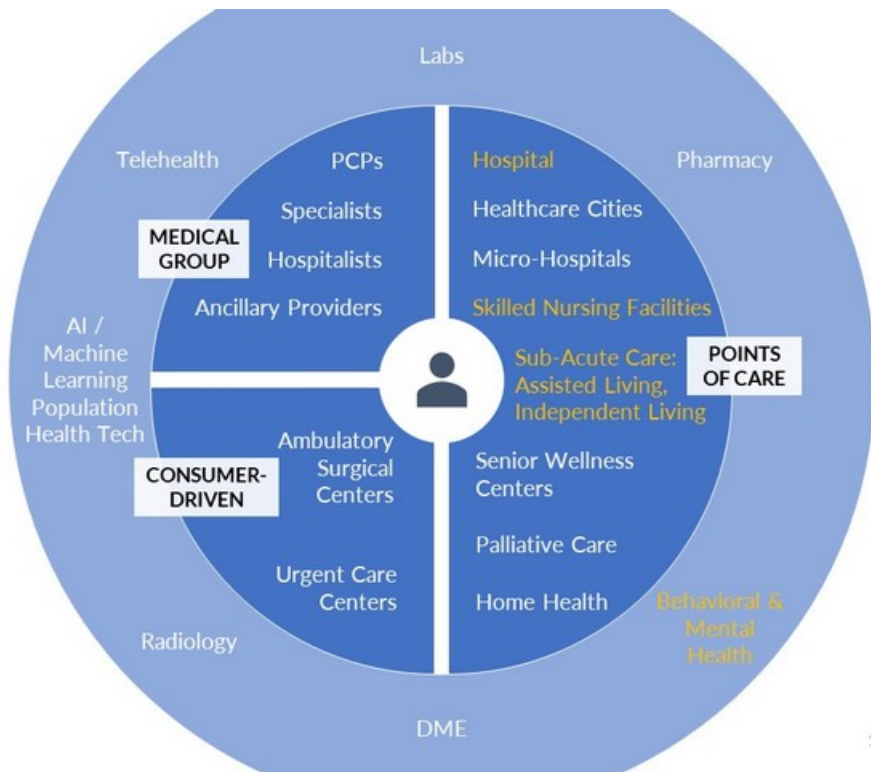 Labs
Telehealth
Pharmacy
MEDICAL
GROUP
PCPs
Specialists
Hospitalists
Ancillary Providers
Hospital
Healthcare Cities
Micro-Hospitals
Skilled Nursing Facilities
Sub-Acute Care:
Assisted Living,
Independent Living
POINTS
OF CARE
AI /
Machine
Learning
Population
Health Tech
CONSUMER-
DRIVEN
Ambulatory
Surgical
Centers
Urgent Care
Centers
Senior Wellness
Centers
Palliative Care
Home Health
Behavioral &
Mental
Health
Radiology
DME